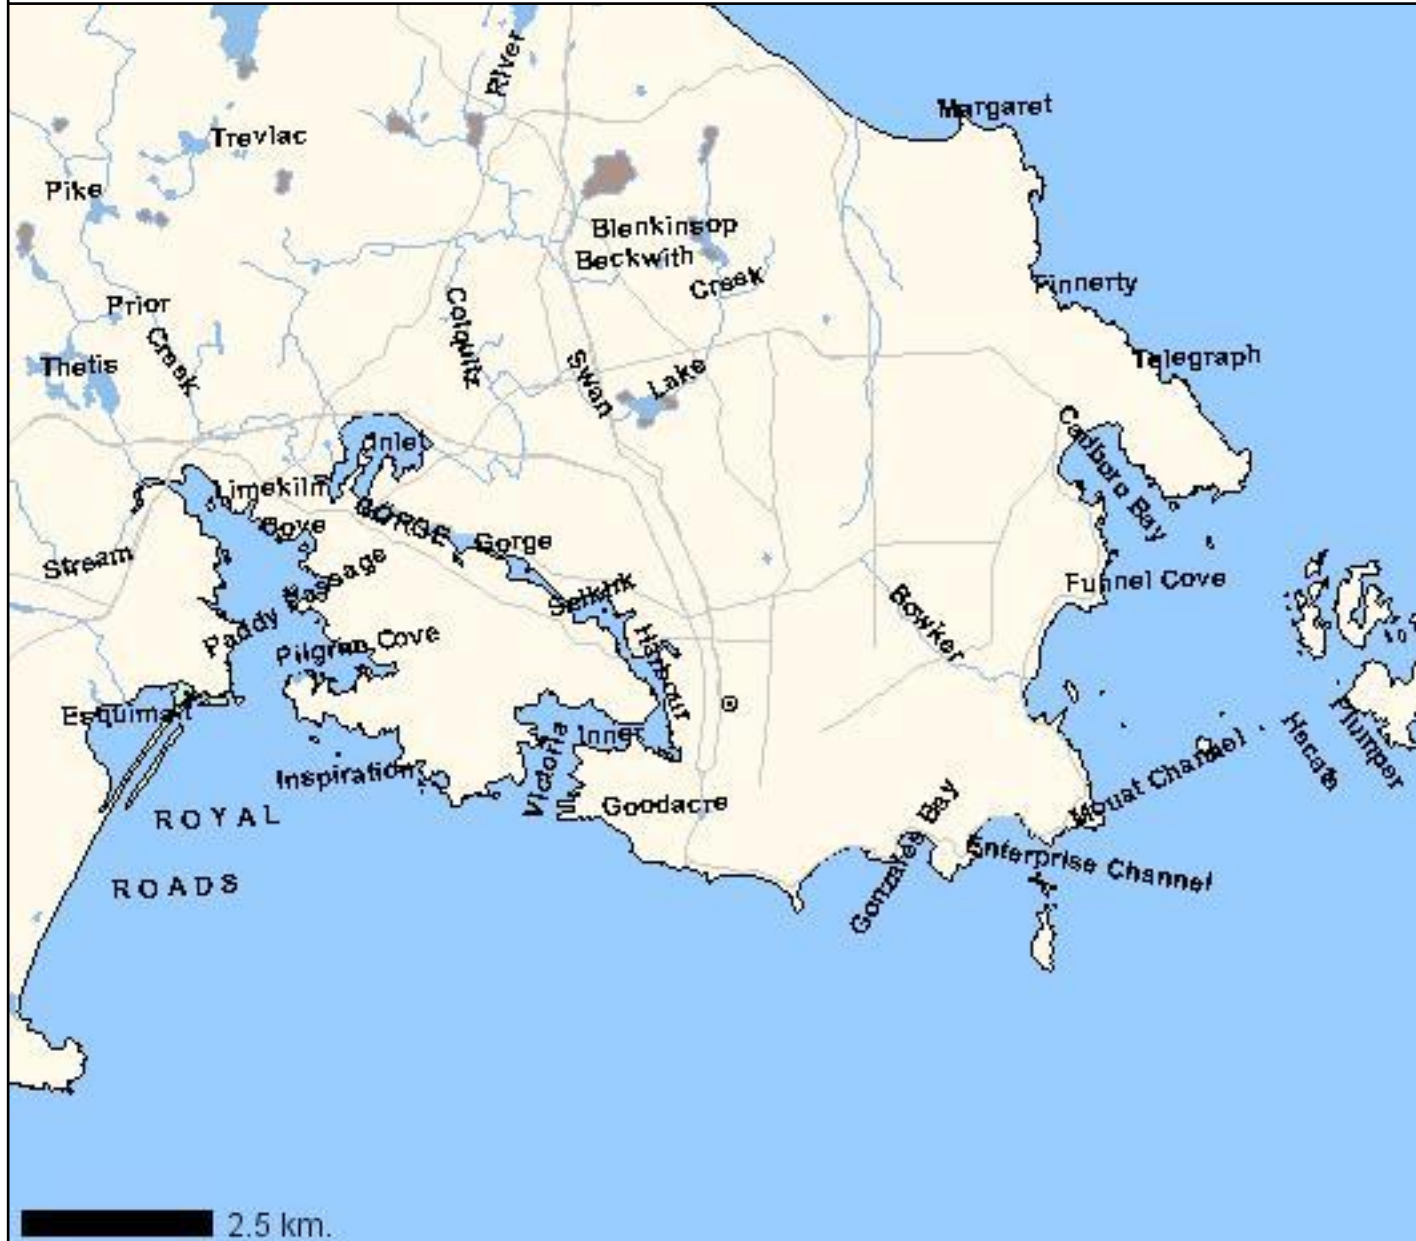 River
Margaret
Trevlac
Pike
Blenkinsop
Beckwith
Creek
Finnerty
Prior
Creek
Colquitz
Thetis
Swan
Lake
Telegraph
Cadboro Bay
Inlet
Limekiln
Cove
GORGE
Gorge
Stream
Paddy Passage
Selkirk
Funnel Cove
Bowker
Harbour
Pilgrim Cove
Esquimalt
Inner
Victoria
Inspiration
Goodacre
Mouat Channel
Hecate
Plumper
ROYAL
ROADS
Gonzales Bay
Enterprise Channel
2.5 km.